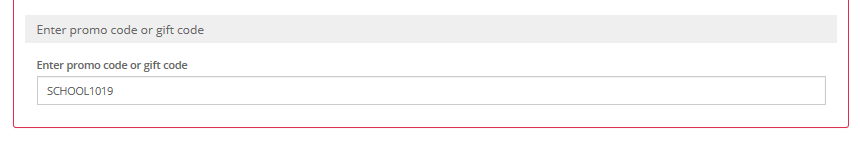 Enter promo code or gift code
Enter promo code or gift code
SCHOOL1019